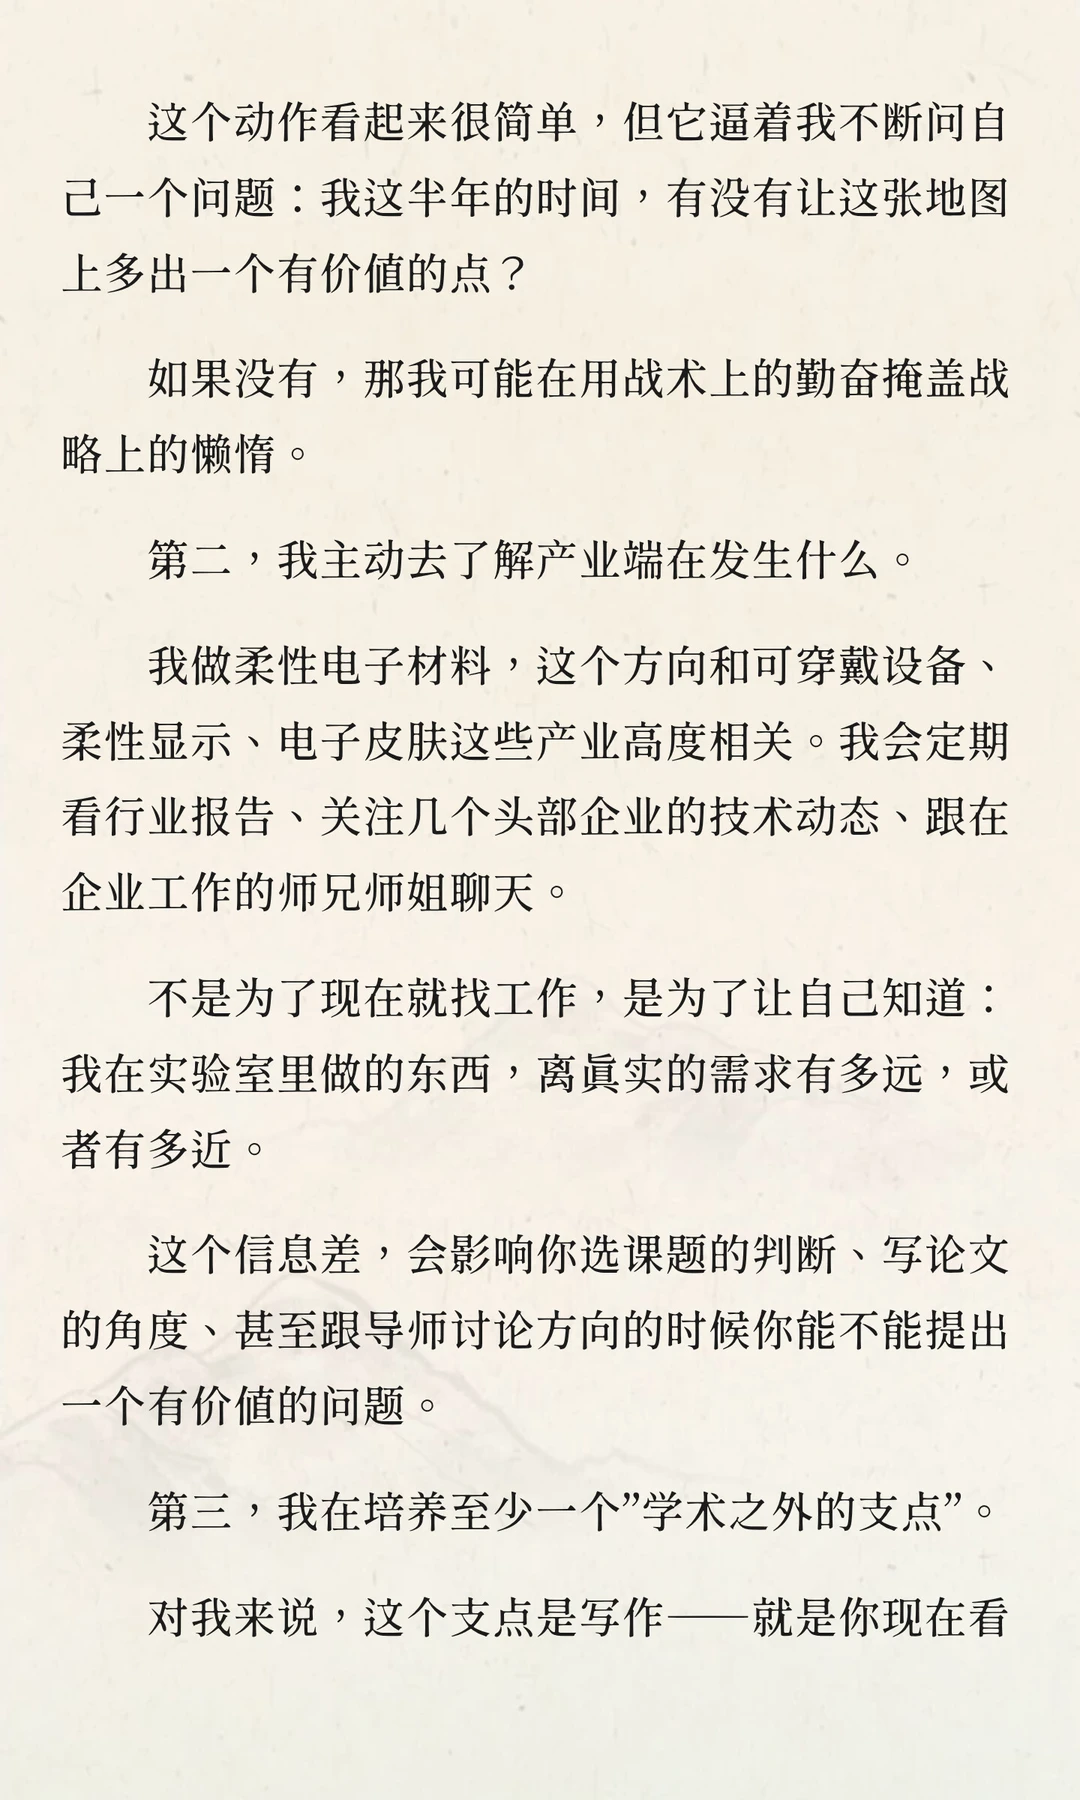 这个动作看起来很简单，但它逼着我不断问自
己一个问题：我这半年的时间，有没有让这张地图
上多出一个有价值的点？
如果没有，那我可能在用战术上的勤奋掩盖战
略上的懒惰。
第二，我主动去了解产业端在发生什么。
我做柔性电子材料，这个方向和可穿戴设备、
柔性显示、电子皮肤这些产业高度相关。我会定期
看行业报告、关注几个头部企业的技术动态、跟在
企业工作的师兄师姐聊天。
不是为了现在就找工作，是为了让自己知道：
我在实验室里做的东西，离真实的需求有多远，或
者有多近。
这个信息差，会影响你选课题的判断、写论文
的角度、甚至跟导师讨论方向的时候你能不能提出
一个有价值的问题。
第三，我在培养至少一个”学术之外的支点”。
对我来说，这个支点是写作——就是你现在看